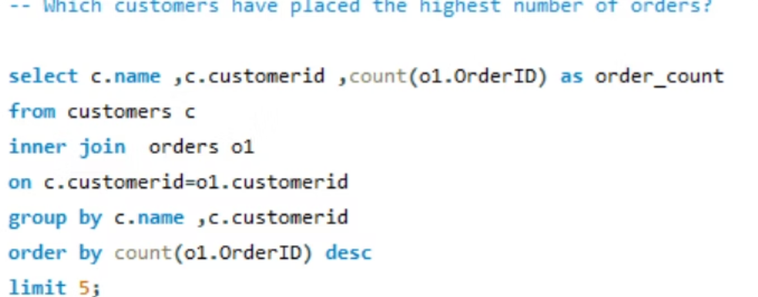 -- Which customers have placed the highest number of orders?
select c.name ,c.customerid ,count(o1.OrderID) as order_count
from customers c
inner join  orders o1
on c.customerid=o1.customerid
group by c.name ,c.customerid
order by count(o1.OrderID) desc
limit 5;